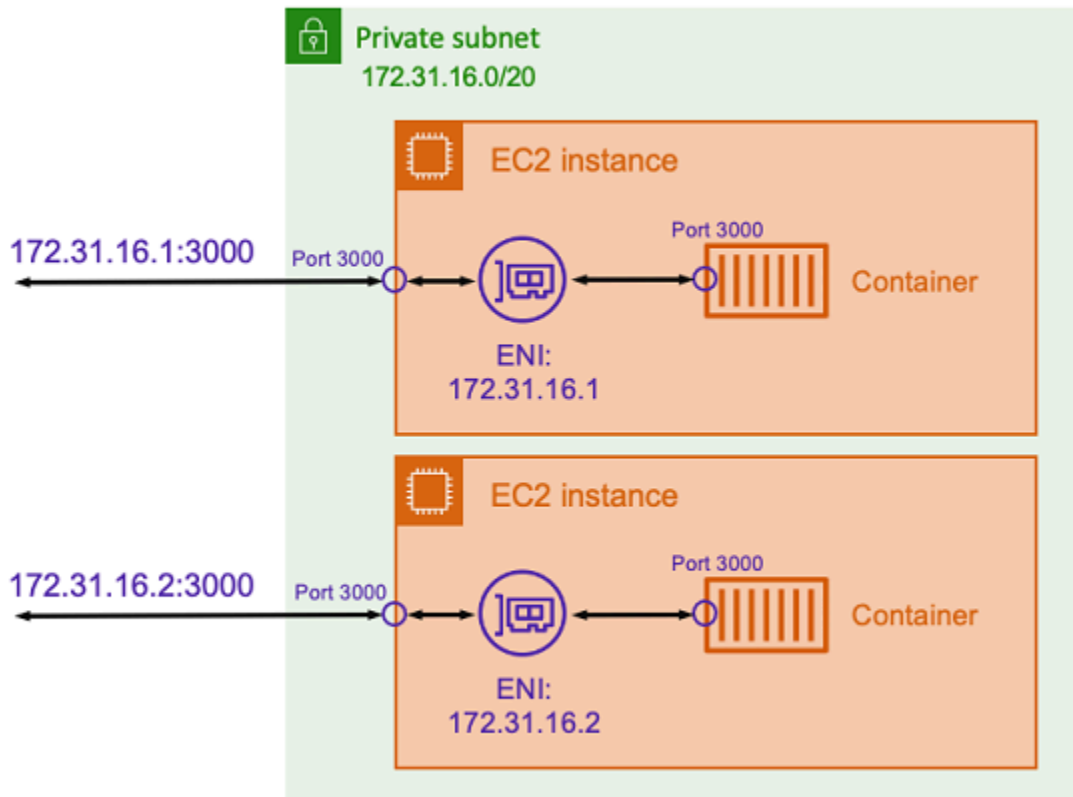 Private subnet
172.31.16.0/20
EC2 instance
172.31.16.1:3000
Port 3000
Port 3000
Container
ENI:
172.31.16.1
EC2 instance
172.31.16.2:3000
Port 3000
Port 3000
Container
ENI:
172.31.16.2